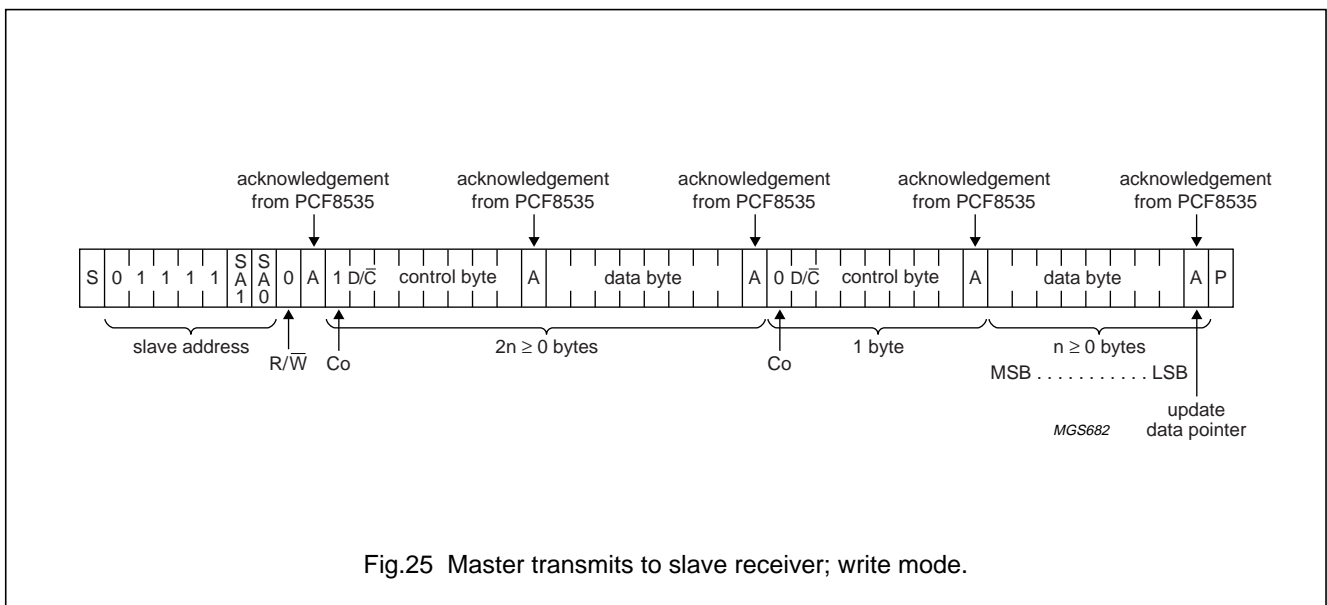 acknowledgement
from PCF8535
acknowledgement
from PCF8535
acknowledgement
from PCF8535
acknowledgement
from PCF8535
acknowledgement
from PCF8535
S 0 1 1 1 1 SA1 SA0 0 A 1 D/C̅ control byte A data byte A 0 D/C̅ control byte A data byte A P
slave address
R/W̅
Co
2n ≥ 0 bytes
Co
1 byte
n ≥ 0 bytes
MSB . . . . . . . . . . . LSB
update
data pointer
MGS682
Fig.25 Master transmits to slave receiver; write mode.